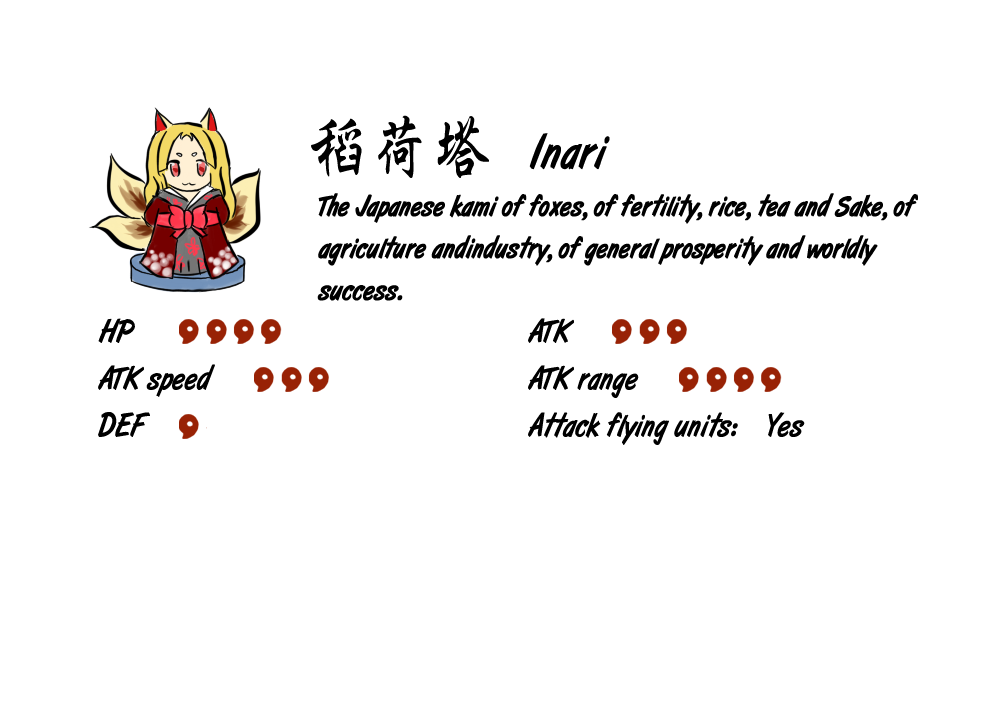 稻荷塔 Inari
The Japanese kami of foxes, of fertility, rice, tea and Sake, of
agriculture andindustry, of general prosperity and worldly
success.
HP ATK
ATK speed ATK range
DEF Attack flying units: Yes